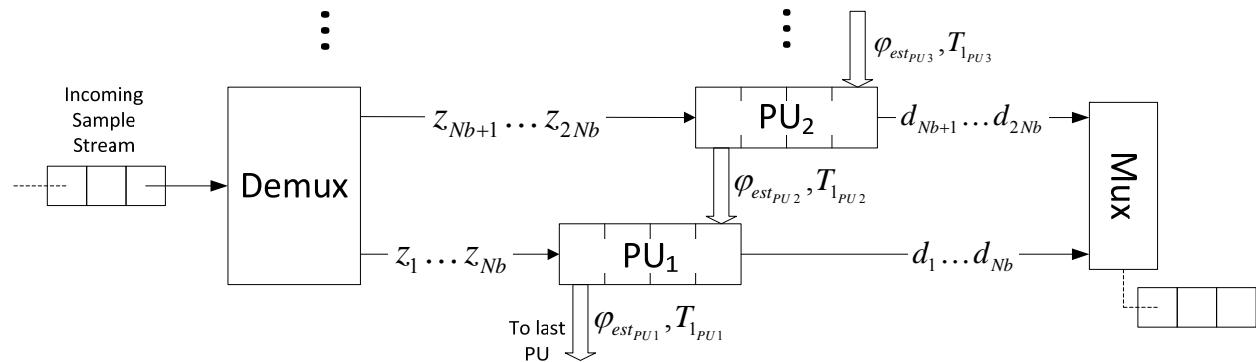 φ_{est_{PU3}}, T_{1_{PU3}}
Incoming
Sample
Stream
z_{Nb+1} … z_{2Nb}
PU₂
d_{Nb+1} … d_{2Nb}
Demux
Mux
φ_{est_{PU2}}, T_{1_{PU2}}
z_1 … z_{Nb}
PU₁
d_1 … d_{Nb}
To last
PU
φ_{est_{PU1}}, T_{1_{PU1}}